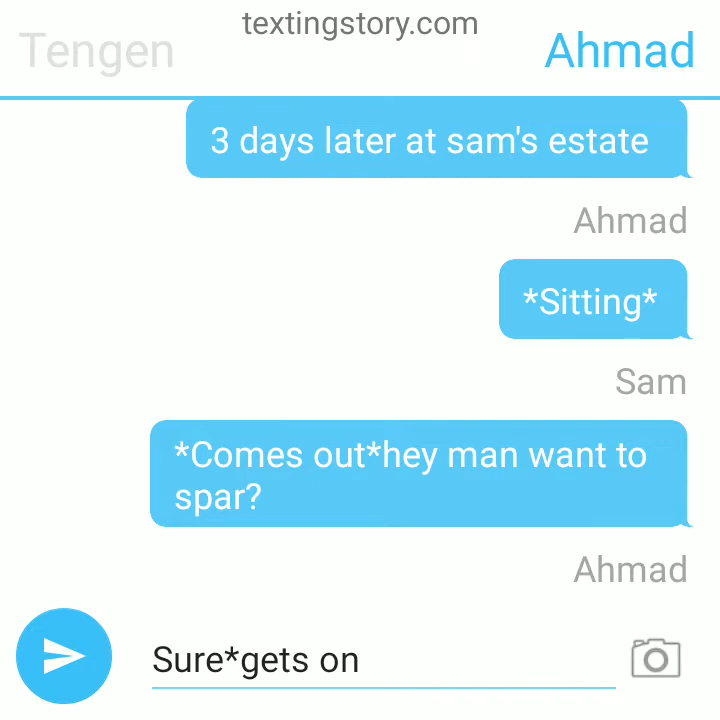 textingstory.com
Tengen
Ahmad
3 days later at sam's estate
Ahmad
*Sitting*
Sam
*Comes out*hey man want to
spar?
Ahmad
Sure*gets on